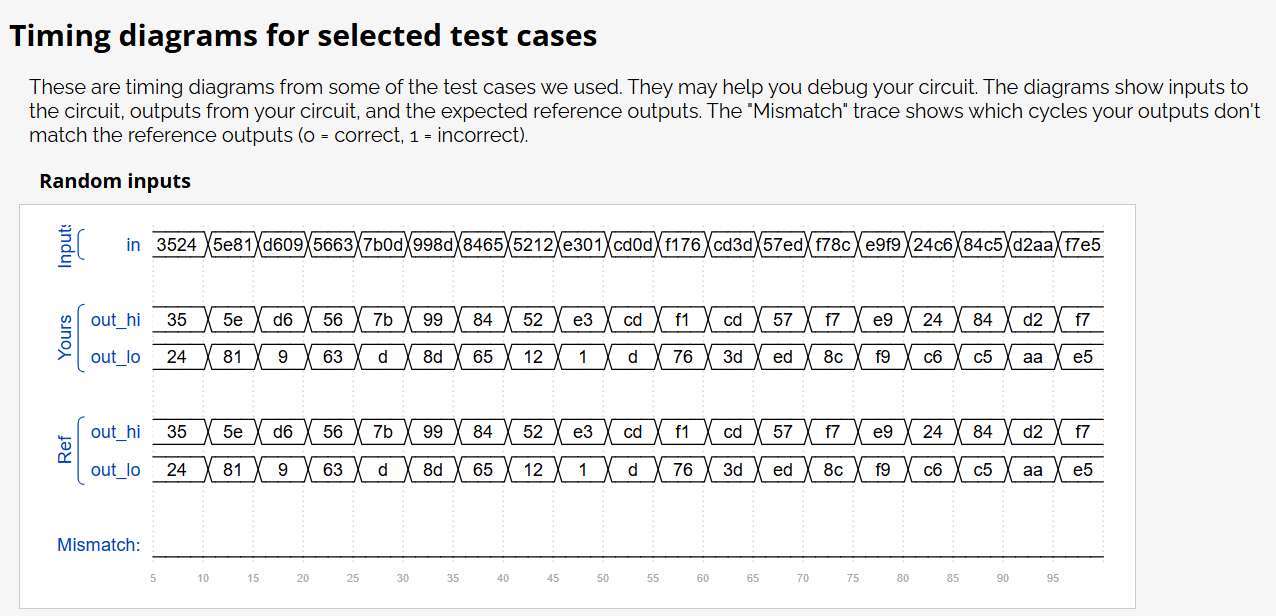 Timing diagrams for selected test cases
These are timing diagrams from some of the test cases we used. They may help you debug your circuit. The diagrams show inputs to
the circuit, outputs from your circuit, and the expected reference outputs. The "Mismatch" trace shows which cycles your outputs don't
match the reference outputs (0 = correct, 1 = incorrect).
Random inputs
Inputs in 3524 5e81 d609 5663 7b0d 998d 8465 5212 e301 cd0d f176 cd3d 57ed f78c e9f9 24c6 84c5 d2aa f7e5
Yours
out_hi 35 5e d6 56 7b 99 84 52 e3 cd f1 cd 57 f7 e9 24 84 d2 f7
out_lo 24 81 9 63 d 8d 65 12 1 d 76 3d ed 8c f9 c6 c5 aa e5
Ref
out_hi 35 5e d6 56 7b 99 84 52 e3 cd f1 cd 57 f7 e9 24 84 d2 f7
out_lo 24 81 9 63 d 8d 65 12 1 d 76 3d ed 8c f9 c6 c5 aa e5
Mismatch:
5 10 15 20 25 30 35 40 45 50 55 60 65 70 75 80 85 90 95